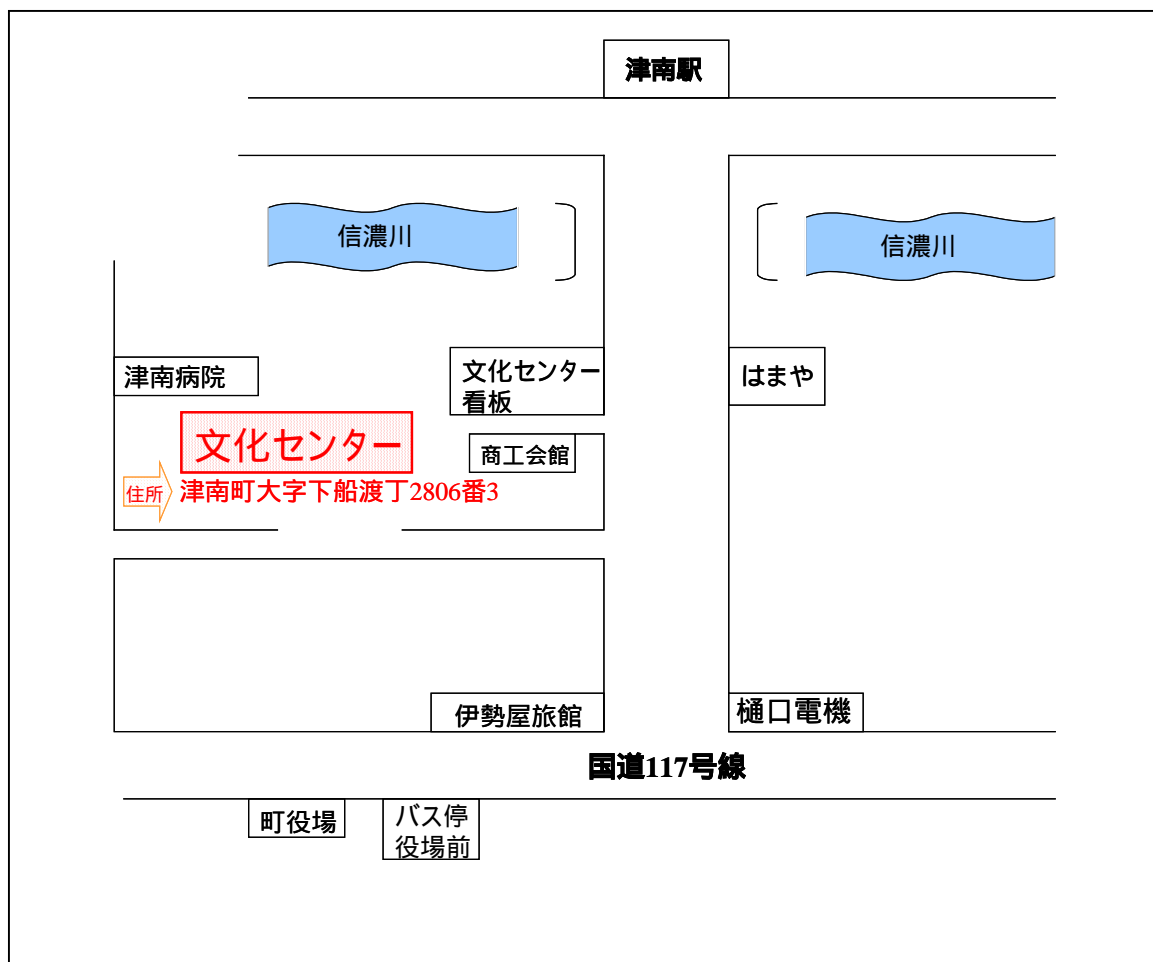 津南駅
信濃川
信濃川
津南病院
文化センター
看板
はまや
文化センター
商工会館
住所
津南町大字下船渡丁2806番3
伊勢屋旅館
樋口電機
国道117号線
町役場
バス停
役場前